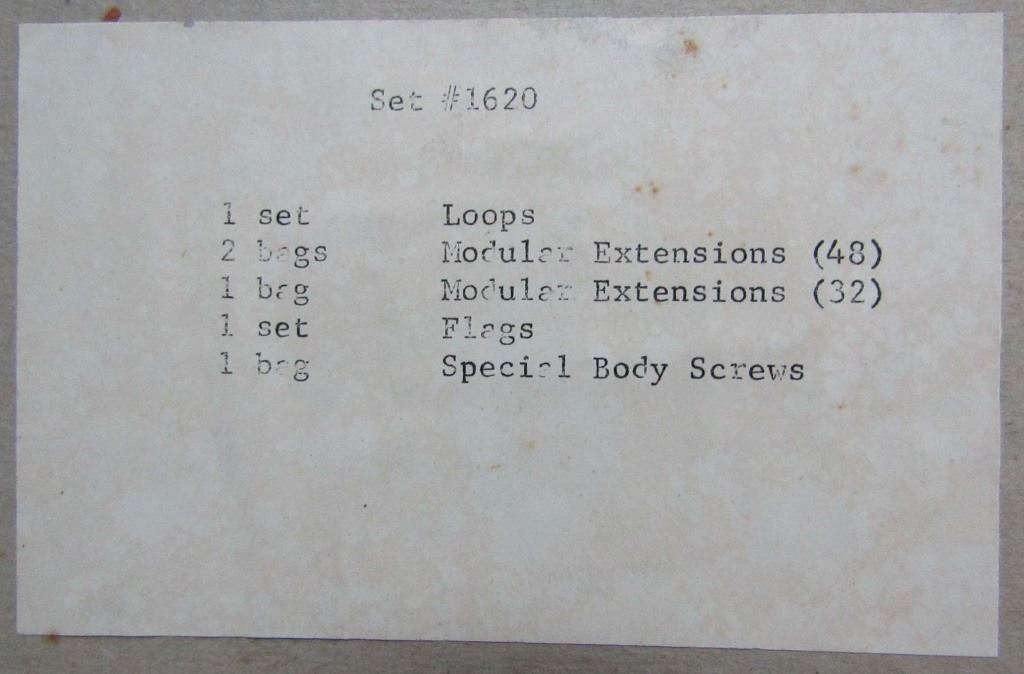 Set #1620
1 set Loops
2 bags Modular Extensions (48)
1 bag Modular Extensions (32)
1 set Flags
1 bag Special Body Screws